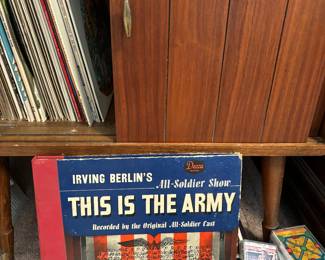 Decca
IRVING BERLIN'S
All-Soldier Show
THIS IS THE ARMY
Recorded by the Original All-Soldier Cast